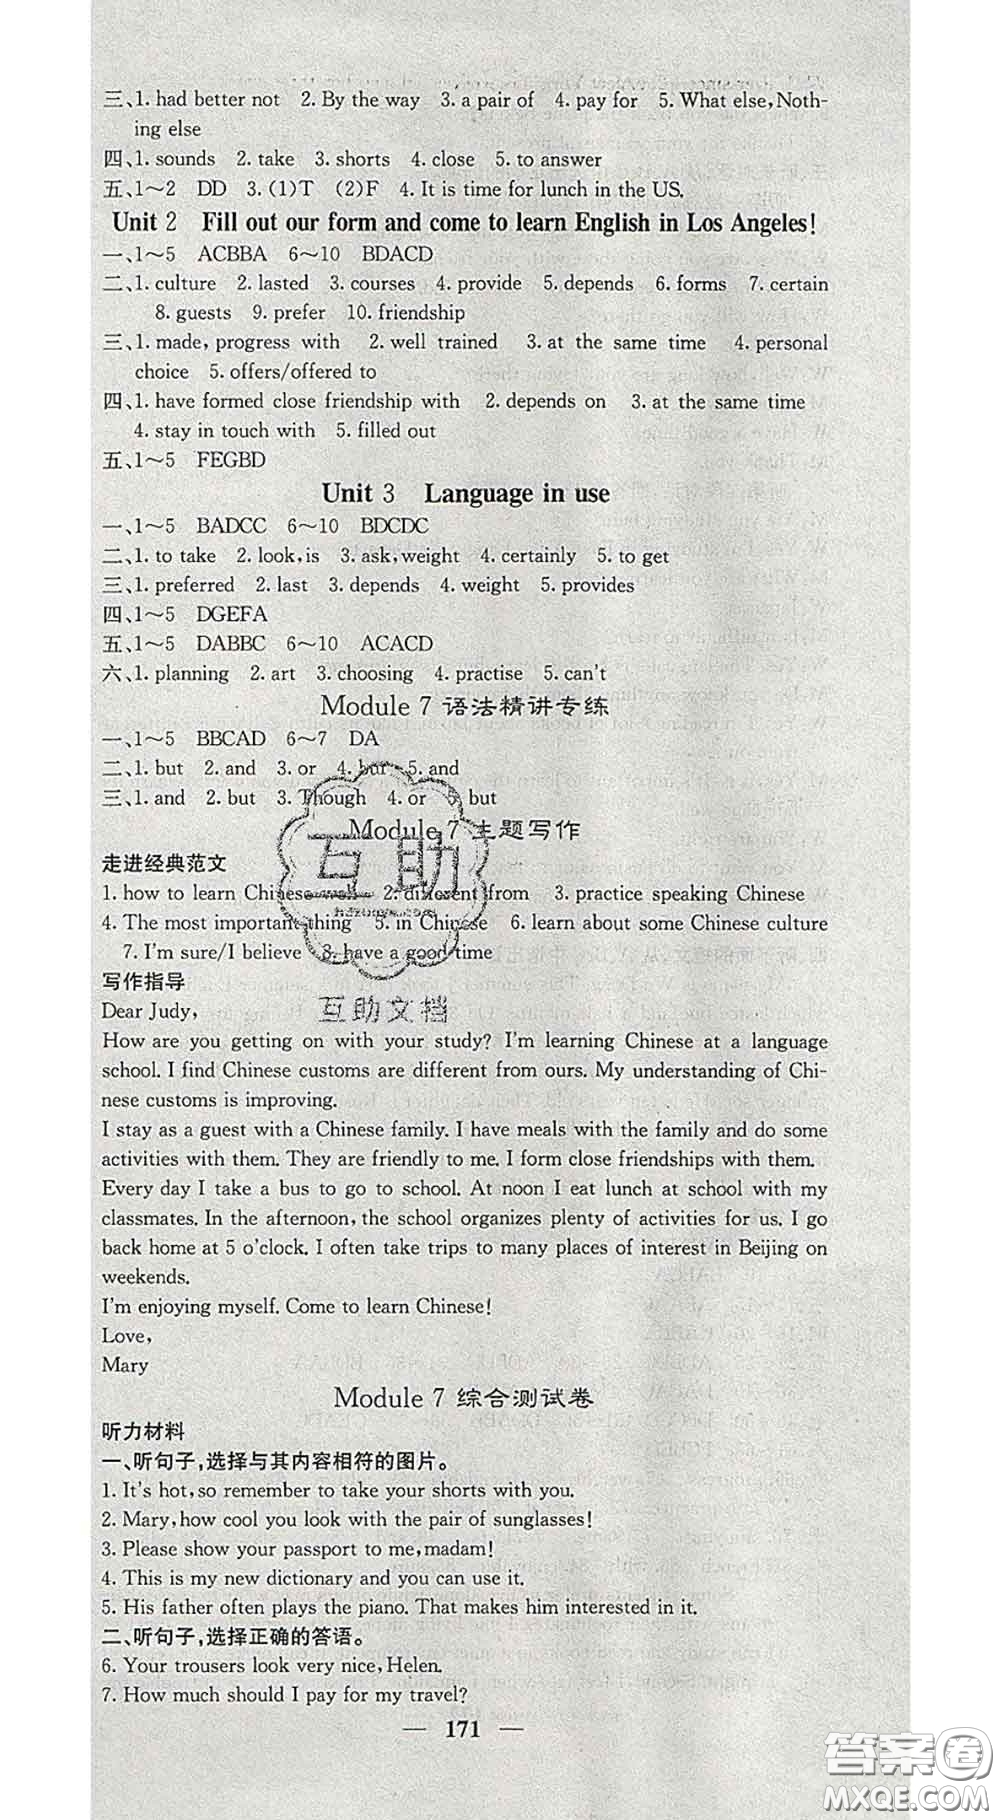 三、1. had better not 2. By the way 3. a pair of 4. pay for 5. What else, Noth-
ing else
四、1. sounds 2. take 3. shorts 4. close 5. to answer
五、1～2 DD 3. (1)T (2)F 4. It is time for lunch in the US.
Unit 2 Fill out our form and come to learn English in Los Angeles!
一、1～5 ACBBA 6～10 BDACD
二、1. culture 2. lasted 3. courses 4. provide 5. depends 6. forms 7. certain
8. guests 9. prefer 10. friendship
三、1. made, progress with 2. well trained 3. at the same time 4. personal
choice 5. offers/offered to
四、1. have formed close friendship with 2. depends on 3. at the same time
4. stay in touch with 5. filled out
五、1～5 FEGBD
Unit 3 Language in use
一、1～5 BADCC 6～10 BDCDC
二、1. to take 2. look, is 3. ask, weight 4. certainly 5. to get
三、1. preferred 2. last 3. depends 4. weight 5. provides
四、1～5 DGEFA
五、1～5 DABBC 6～10 ACACD
六、1. planning 2. art 3. choosing 4. practise 5. can't
Module 7 语法精讲专练
一、1～5 BBCAD 6～7 DA
二、1. but 2. and 3. or 4. but 5. and
三、1. and 2. but 3. Though 4. or 5. but
Module 7 主题写作
走进经典范文
1. how to learn Chinese well 2. different from 3. practice speaking Chinese
4. The most important thing 5. in Chinese 6. learn about some Chinese culture
7. I'm sure/I believe 8. have a good time
写作指导
互助
互助文档
Dear Judy,
How are you getting on with your study? I'm learning Chinese at a language
school. I find Chinese customs are different from ours. My understanding of Chi-
nese customs is improving.
I stay as a guest with a Chinese family. I have meals with the family and do some
activities with them. They are friendly to me. I form close friendships with them.
Every day I take a bus to go to school. At noon I eat lunch at school with my
classmates. In the afternoon, the school organizes plenty of activities for us. I go
back home at 5 o'clock. I often take trips to many places of interest in Beijing on
weekends.
I'm enjoying myself. Come to learn Chinese!
Love,
Mary
Module 7 综合测试卷
听力材料
一、听句子,选择与其内容相符的图片。
1. It's hot, so remember to take your shorts with you.
2. Mary, how cool you look with the pair of sunglasses!
3. Please show your passport to me, madam!
4. This is my new dictionary and you can use it.
5. His father often plays the piano. That makes him interested in it.
二、听句子,选择正确的答语。
6. Your trousers look very nice, Helen.
7. How much should I pay for my travel?
— 171 —
答案圈
MXQE.COM